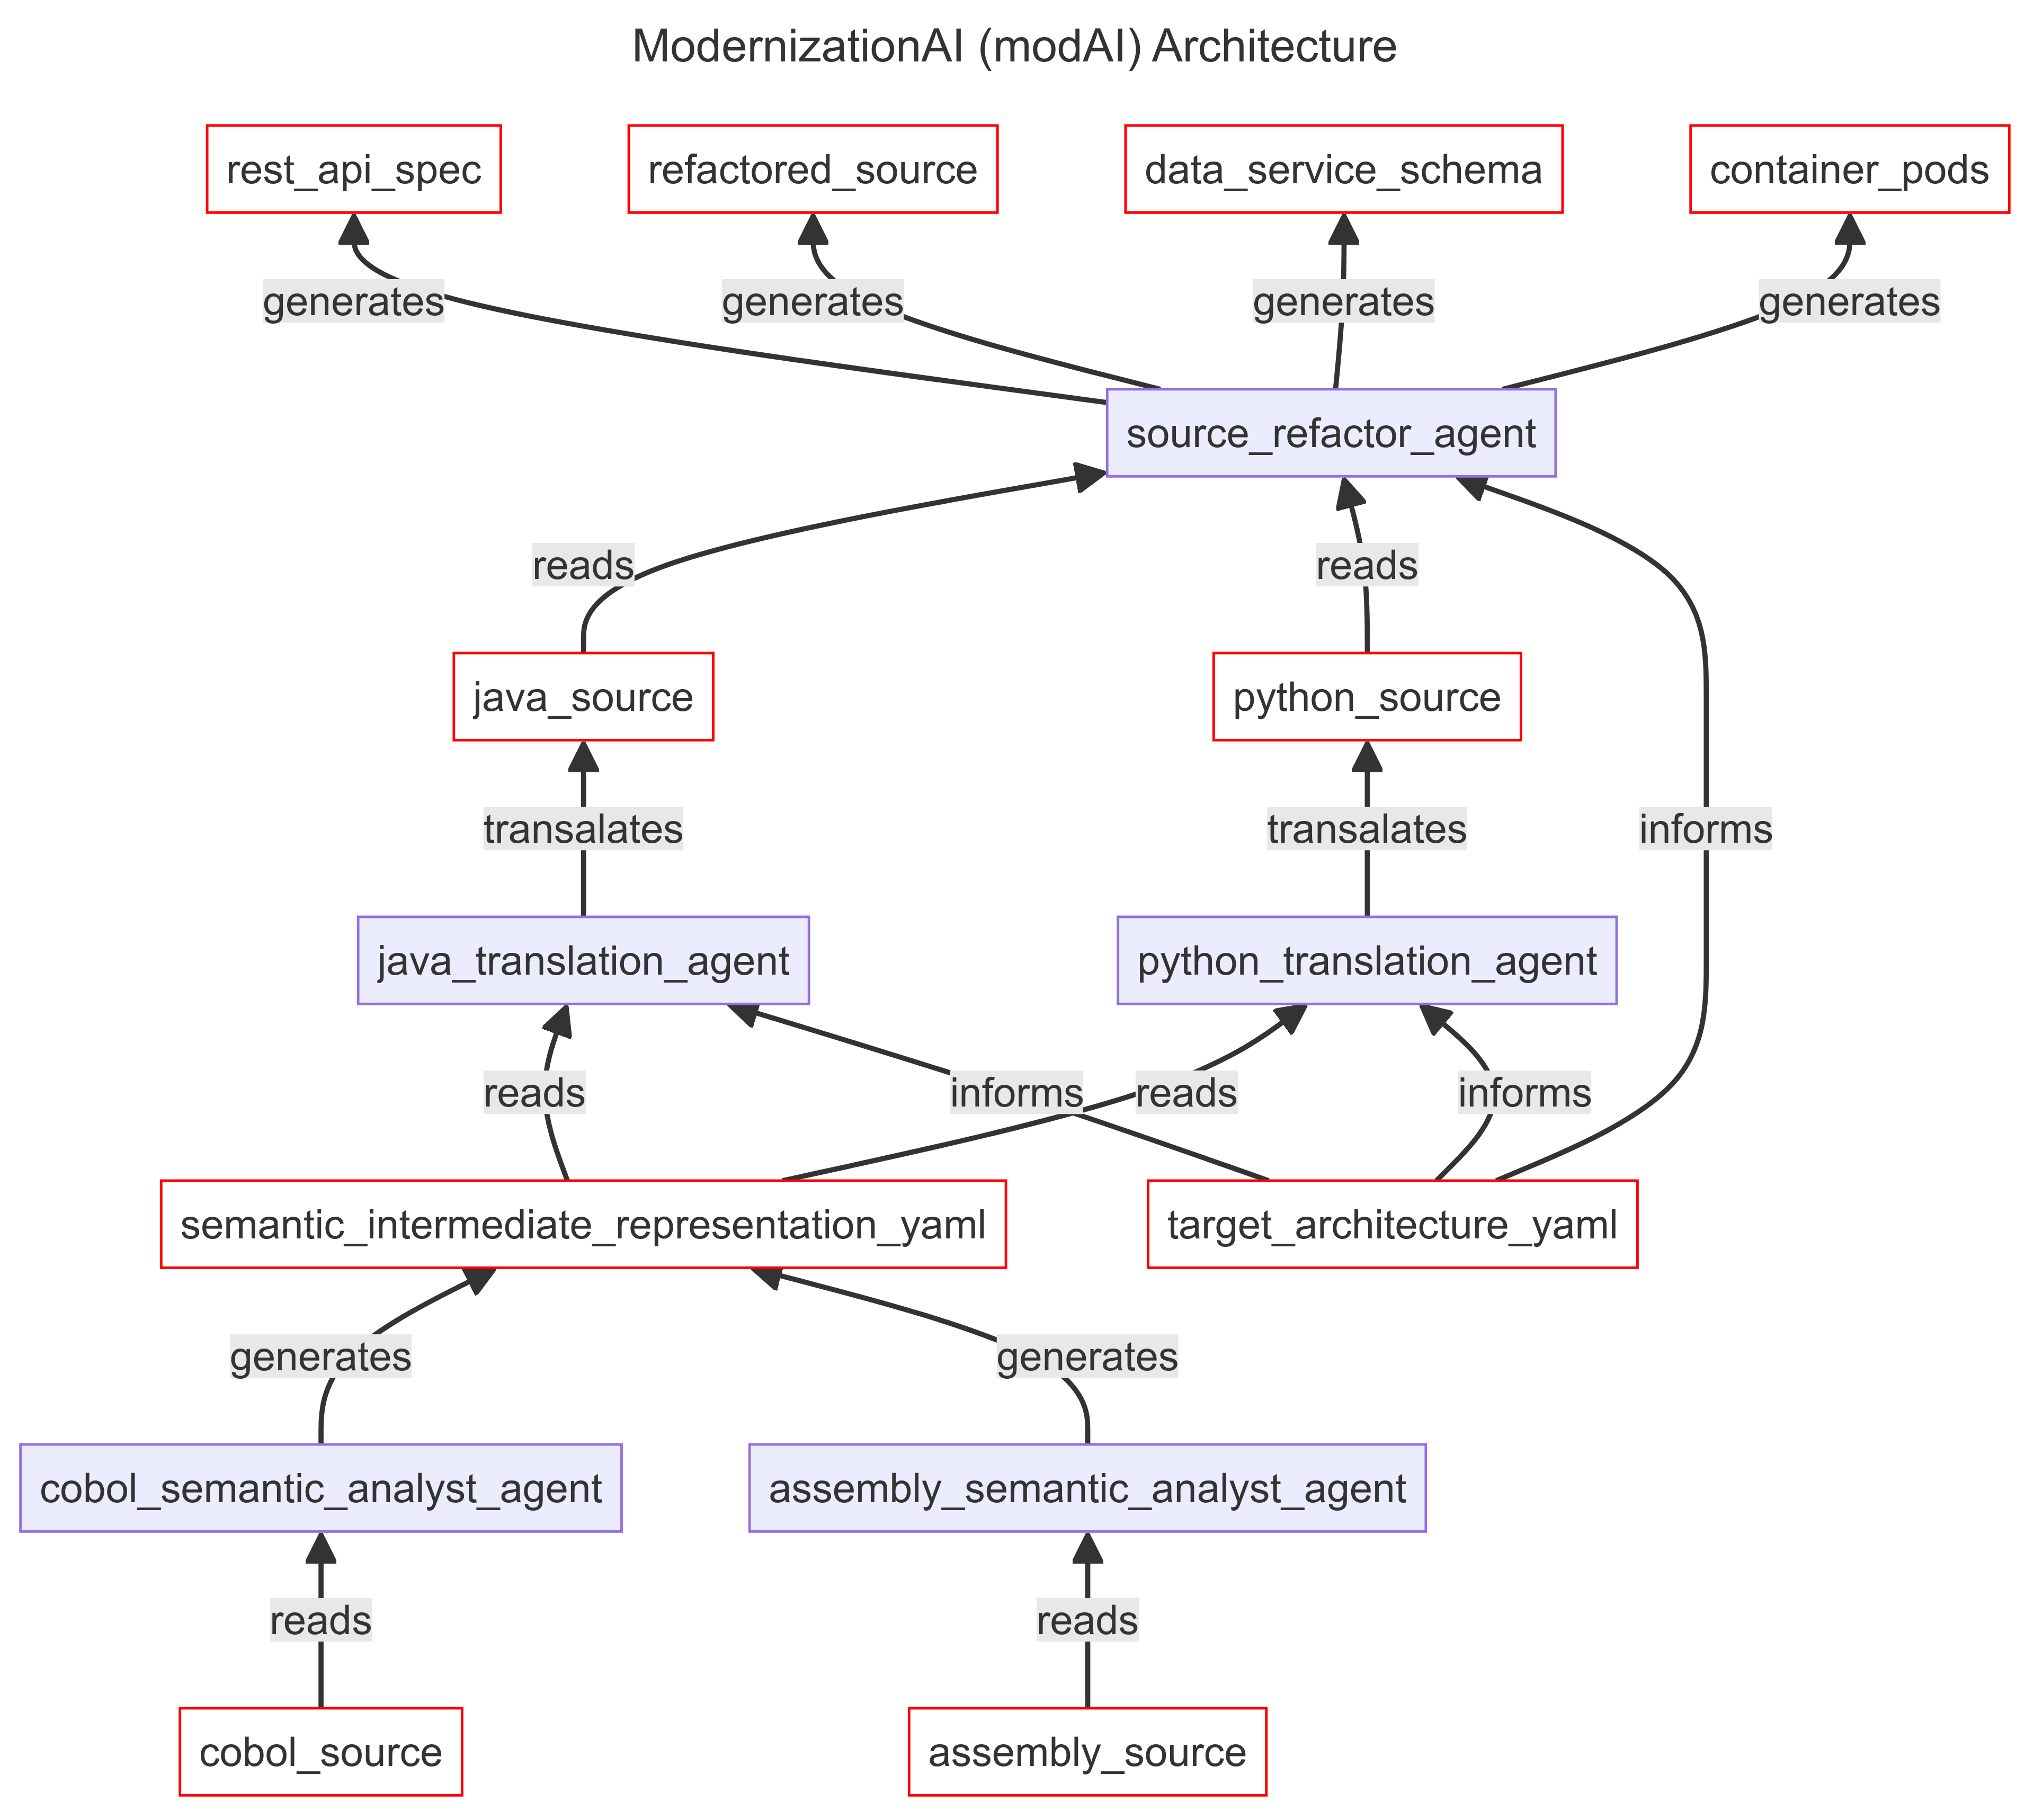 ModernizationAI (modAI) Architecture
rest_api_spec
refactored_source
data_service_schema
container_pods
generates
generates
generates
generates
source_refactor_agent
reads
reads
java_source
python_source
transalates
transalates
informs
java_translation_agent
python_translation_agent
reads
informs
reads
informs
semantic_intermediate_representation_yaml
target_architecture_yaml
generates
generates
cobol_semantic_analyst_agent
assembly_semantic_analyst_agent
reads
reads
cobol_source
assembly_source